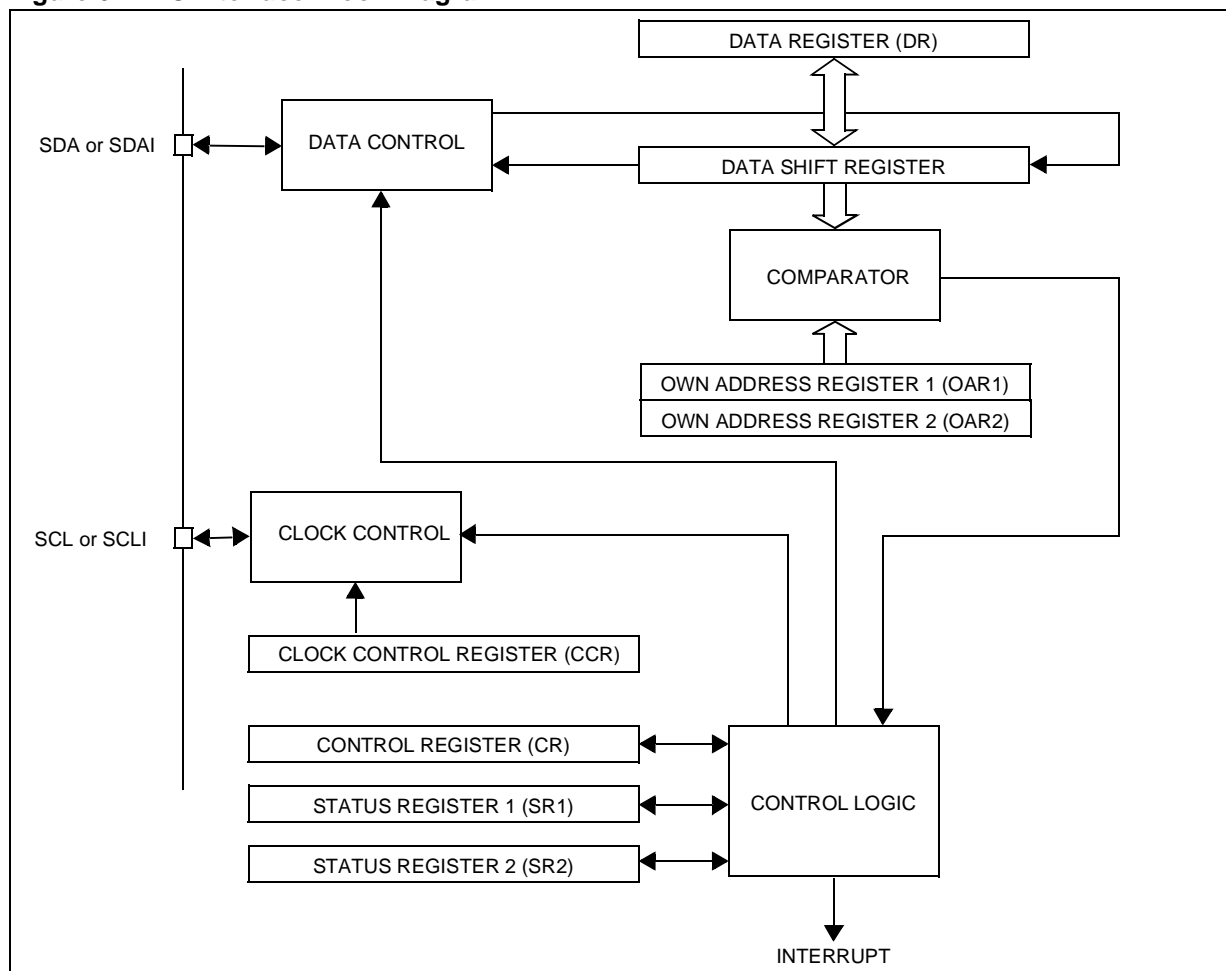 DATA REGISTER (DR)
SDA or SDAI
DATA CONTROL
DATA SHIFT REGISTER
COMPARATOR
OWN ADDRESS REGISTER 1 (OAR1)
OWN ADDRESS REGISTER 2 (OAR2)
SCL or SCLI
CLOCK CONTROL
CLOCK CONTROL REGISTER (CCR)
CONTROL REGISTER (CR)
STATUS REGISTER 1 (SR1)
CONTROL LOGIC
STATUS REGISTER 2 (SR2)
INTERRUPT